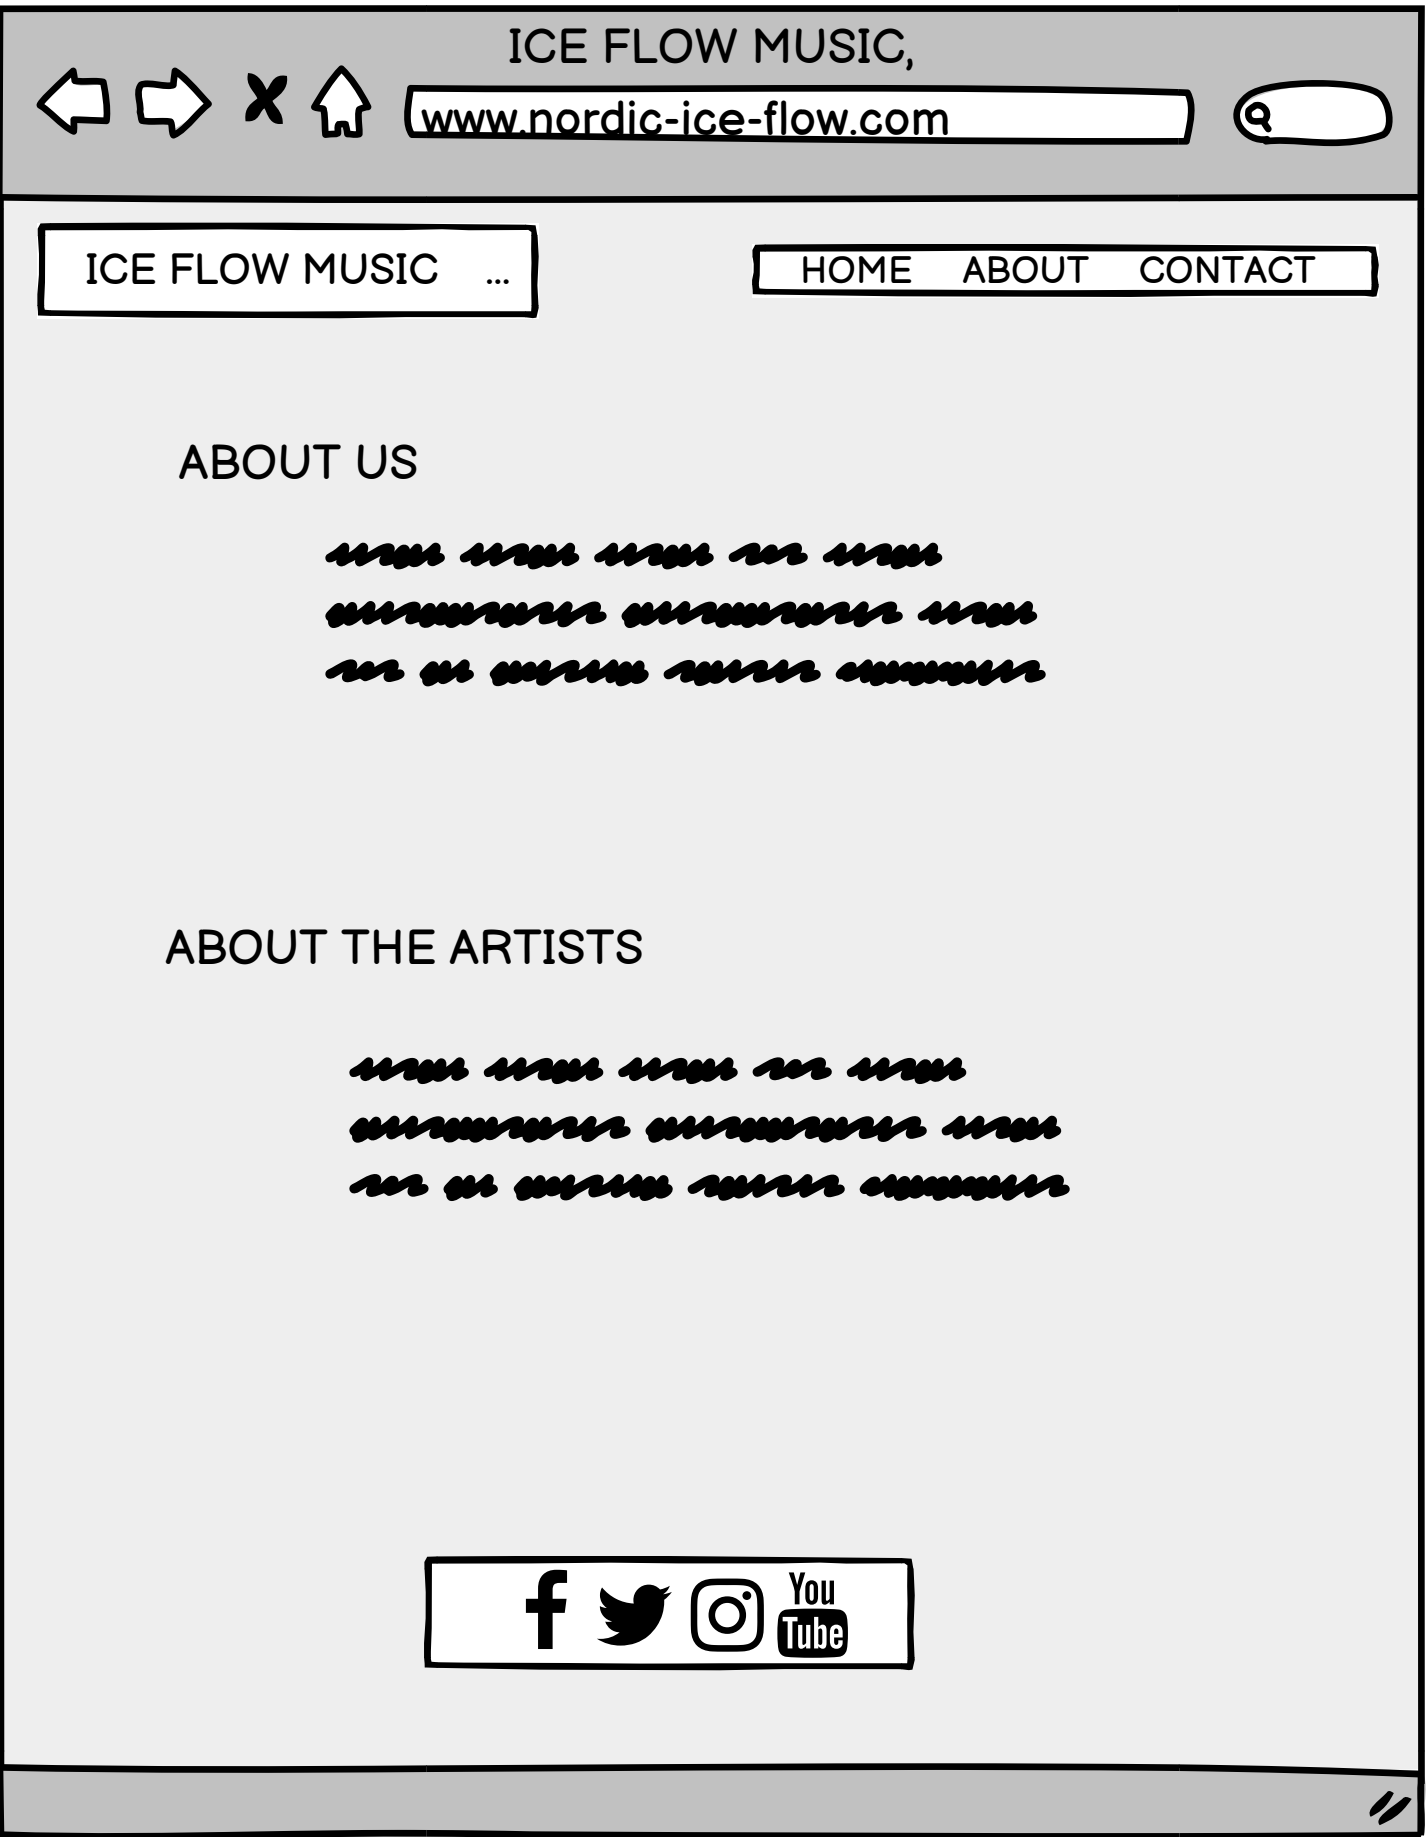 ICE FLOW MUSIC,
www.nordic-ice-flow.com
ICE FLOW MUSIC ...
HOME ABOUT CONTACT
ABOUT US
ABOUT THE ARTISTS
You
Tube